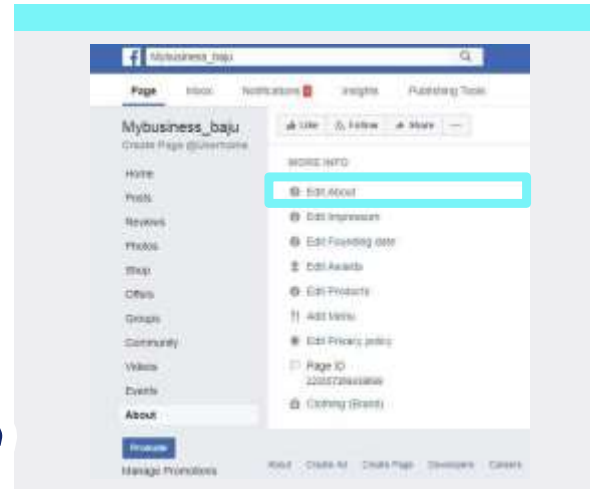 f Mybusiness_baju
Page Inbox Notifications Insights Publishing Tools
Mybusiness_baju
Create Page @Username
Like Follow Share ...
MORE INFO
Home
Edit About
Posts
Edit Impressum
Reviews
Edit Founding date
Photos
Edit Awards
Shop
Edit Products
Offers
Add Menu
Groups
Edit Privacy policy
Community
Page ID
Videos
Events
Clothing (Brand)
About
Promote
Manage Promotions
About Create Ad Create Page Developers Careers